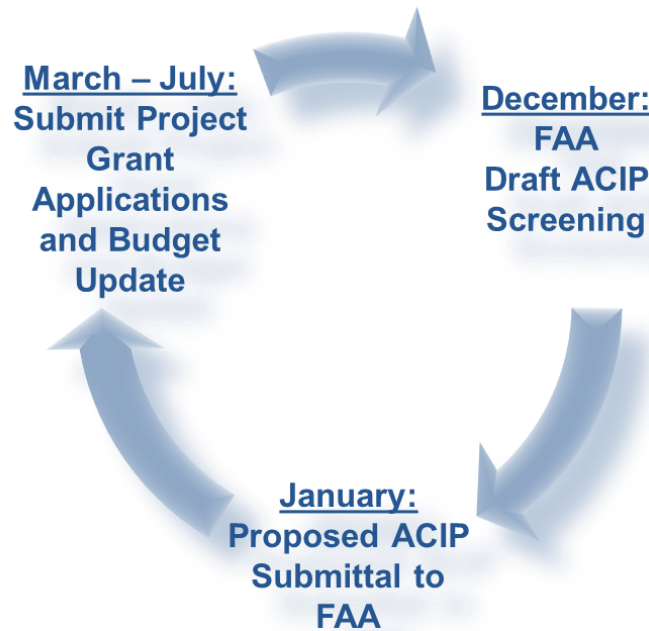 March – July:
Submit Project
Grant
Applications
and Budget
Update
December:
FAA
Draft ACIP
Screening
January:
Proposed ACIP
Submittal to
FAA